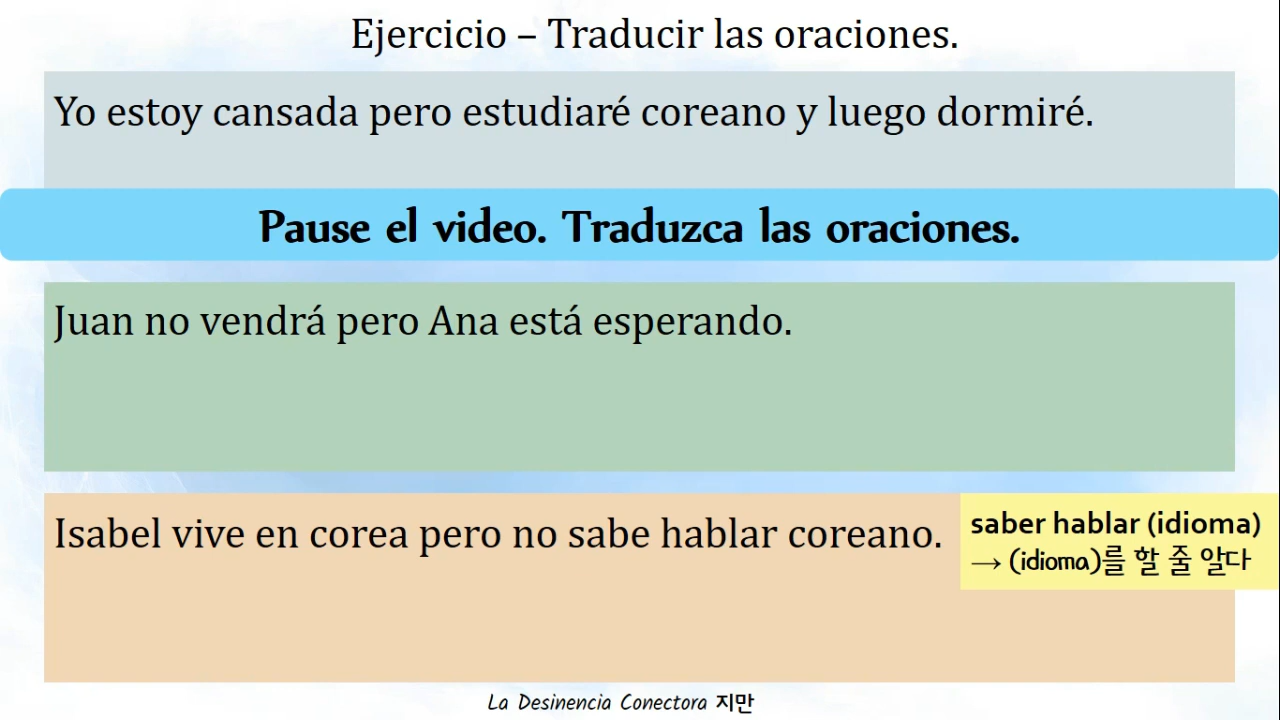 Ejercicio – Traducir las oraciones.
Yo estoy cansada pero estudiaré coreano y luego dormiré.
Pause el video. Traduzca las oraciones.
Juan no vendrá pero Ana está esperando.
Isabel vive en corea pero no sabe hablar coreano.
saber hablar (idioma)
→ (idioma)를 할 줄 알다
La Desinencia Conectora 지만